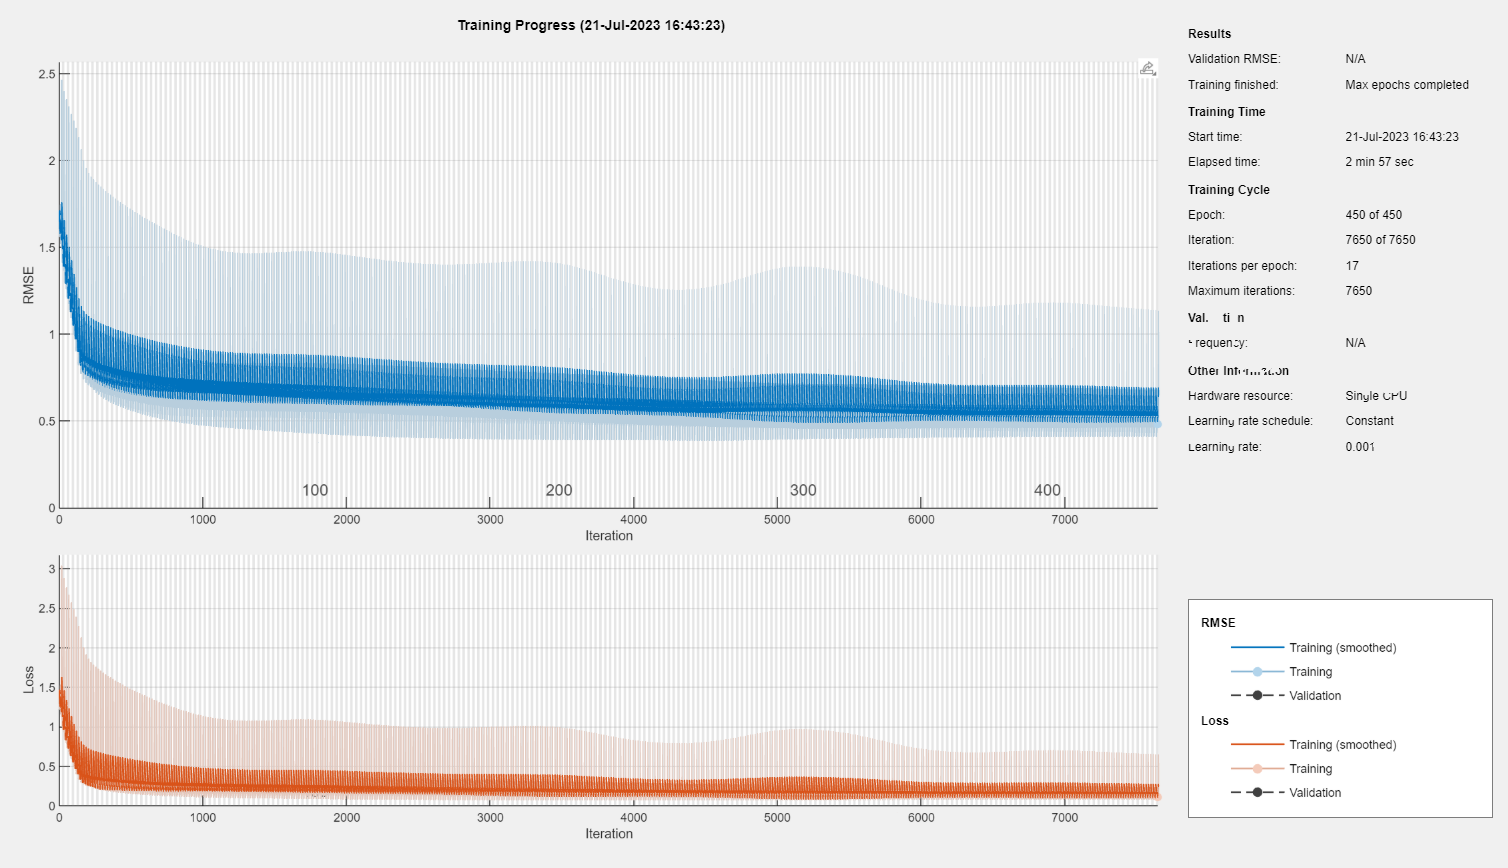 Training Progress (21-Jul-2023 16:43:23)
2.5
2
1.5
1
0.5
0
RMSE
100 200 300 400
0 1000 2000 3000 4000 5000 6000 7000
Iteration
3
2.5
2
1.5
1
0.5
0
Loss
0 1000 2000 3000 4000 5000 6000 7000
Iteration
Results
Validation RMSE: N/A
Training finished: Max epochs completed
Training Time
Start time: 21-Jul-2023 16:43:23
Elapsed time: 2 min 57 sec
Training Cycle
Epoch: 450 of 450
Iteration: 7650 of 7650
Iterations per epoch: 17
Maximum iterations: 7650
N/A
Other
Hardware resource: Single CPU
Learning rate schedule: Constant
Learning rate: 0.001
RMSE
Training (smoothed)
Training
Validation
Loss
Training (smoothed)
Training
Validation